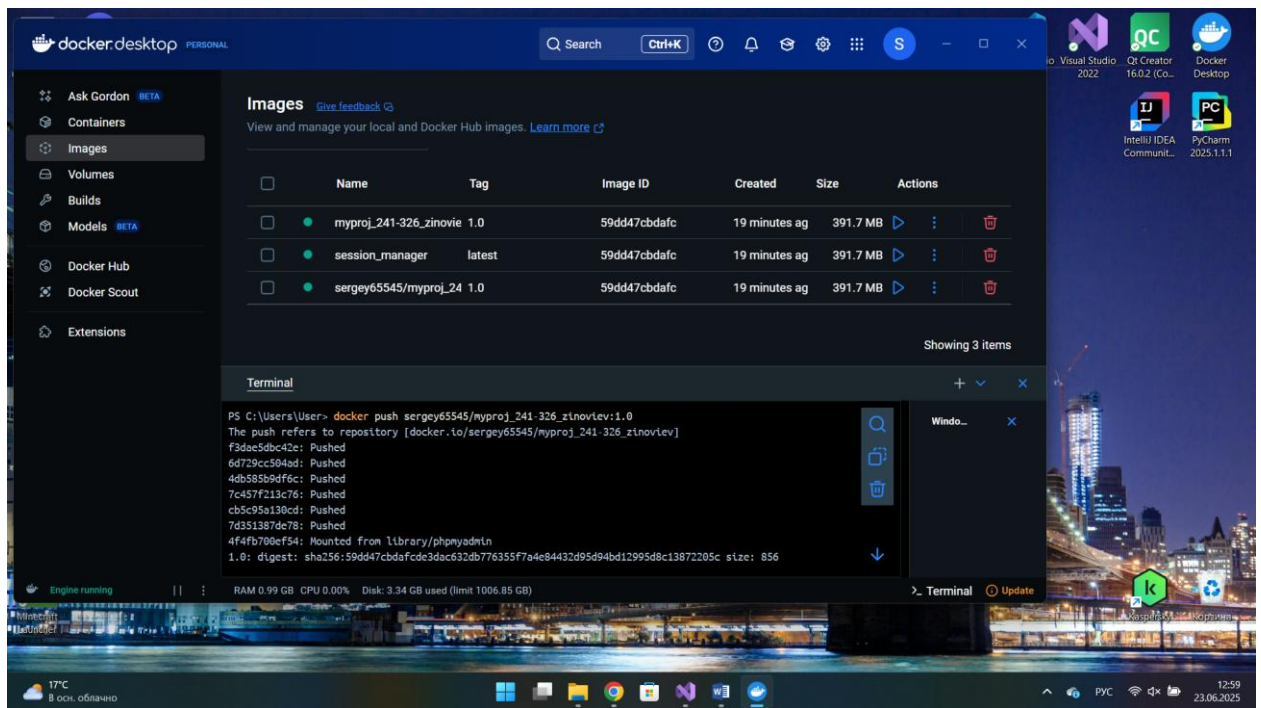 docker.desktop PERSONAL
Search Ctrl+K
S
Ask Gordon BETA
Containers
Images
Volumes
Builds
Models BETA
Docker Hub
Docker Scout
Extensions
Images Give feedback
View and manage your local and Docker Hub images. Learn more
Name Tag Image ID Created Size Actions
myproj_241-326_zinovie 1.0 59dd47cbdafc 19 minutes ag 391.7 MB
session_manager latest 59dd47cbdafc 19 minutes ag 391.7 MB
sergey65545/myproj_24 1.0 59dd47cbdafc 19 minutes ag 391.7 MB
Showing 3 items
Terminal
PS C:\Users\User> docker push sergey65545/myproj_241-326_zinoviev:1.0
The push refers to repository [docker.io/sergey65545/myproj_241-326_zinoviev]
f3dae5dbc42e: Pushed
6d729cc504ad: Pushed
4db585b9df6c: Pushed
7c457f213c76: Pushed
cb5c95a130cd: Pushed
7d351387de78: Pushed
4f4fb700ef54: Mounted from library/phpmyadmin
1.0: digest: sha256:59dd47cbdafcde3dac632db776355f7a4e84432d95d94bd12995d8c13872205c size: 856
Windo...
Engine running
RAM 0.99 GB CPU 0.00% Disk: 3.34 GB used (limit 1006.85 GB)
Terminal Update
io Visual Studio
2022
QC
Qt Creator
16.0.2 (Co...
Docker
Desktop
IJ
IntelliJ IDEA
Communit...
PC
PyCharm
2025.1.1.1
k
Kaspersky
Корзина
Minecraft
Launcher
17°C
В осн. облачно
РУС
12:59
23.06.2025